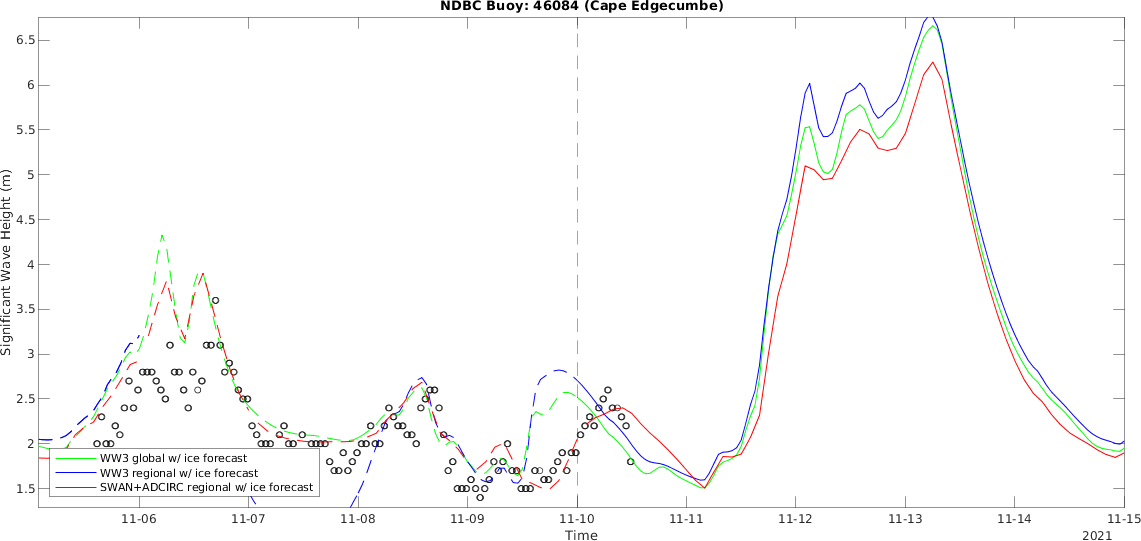 NDBC Buoy: 46084 (Cape Edgecumbe)
Significant Wave Height (m)
6.5
6
5.5
5
4.5
4
3.5
3
2.5
2
1.5
WW3 global w/ ice forecast
WW3 regional w/ ice forecast
SWAN+ADCIRC regional w/ ice forecast
11-06 11-07 11-08 11-09 11-10 11-11 11-12 11-13 11-14 11-15
Time
2021